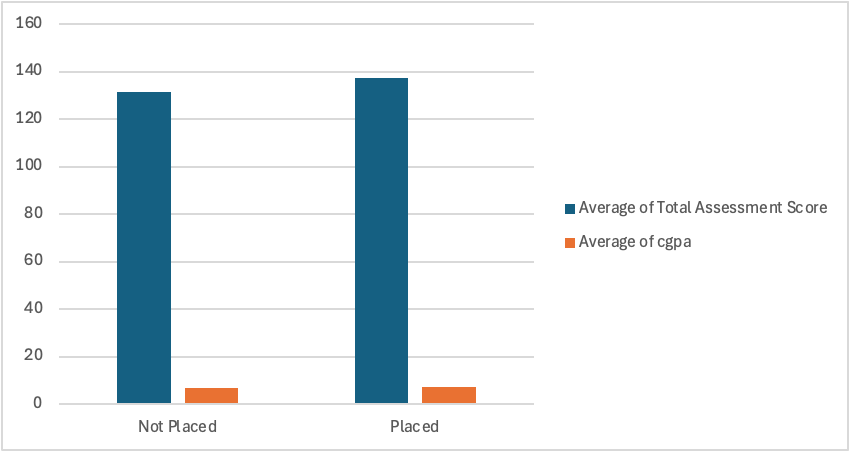 160
140
120
100
80
60
40
20
0
Not Placed
Placed
Average of Total Assessment Score
Average of cgpa